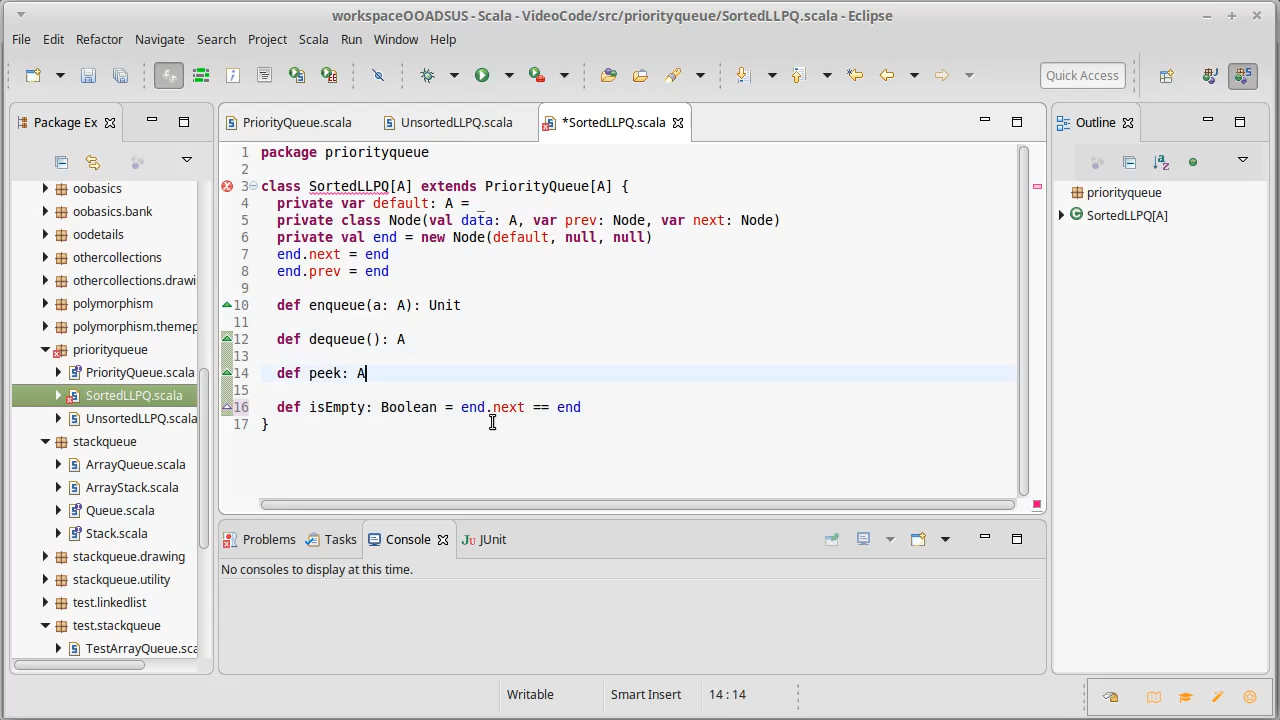 workspaceOOADSUS - Scala - VideoCode/src/priorityqueue/SortedLLPQ.scala - Eclipse
File Edit Refactor Navigate Search Project Scala Run Window Help
Quick Access
Package Ex
PriorityQueue.scala
UnsortedLLPQ.scala
*SortedLLPQ.scala
Outline
oobasics
oobasics.bank
oodetails
othercollections
othercollections.drawi
polymorphism
polymorphism.themep
priorityqueue
PriorityQueue.scala
SortedLLPQ.scala
UnsortedLLPQ.scala
stackqueue
ArrayQueue.scala
ArrayStack.scala
Queue.scala
Stack.scala
stackqueue.drawing
stackqueue.utility
test.linkedlist
test.stackqueue
TestArrayQueue.sca
1 package priorityqueue
2
3 class SortedLLPQ[A] extends PriorityQueue[A] {
4 private var default: A = _
5 private class Node(val data: A, var prev: Node, var next: Node)
6 private val end = new Node(default, null, null)
7 end.next = end
8 end.prev = end
9
10 def enqueue(a: A): Unit
11
12 def dequeue(): A
13
14 def peek: A
15
16 def isEmpty: Boolean = end.next == end
17 }
priorityqueue
SortedLLPQ[A]
Problems Tasks Console JUnit
No consoles to display at this time.
Writable Smart Insert 14 : 14